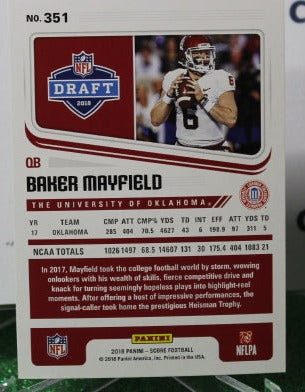 NO. 351
NFL
DRAFT
2018
6
QB
BAKER MAYFIELD
THE UNIVERSITY OF OKLAHOMA
YR TEAM CMP ATT CMP% YDS TD INT EFF ATT YDS TD
17 OKLAHOMA 285 404 70.5 4627 43 6 198.9 97 311 5
NCAA TOTALS 1026 1497 68.5 14607 131 30 175.4 404 1083 21
In 2017, Mayfield took the college football world by storm, wowing
onlookers with his wealth of skills, fierce competitive drive and
knack for turning seemingly hopeless plays into highlight-real
moments. After offering a host of impressive performances, the
signal-caller took home the prestigious Heisman Trophy.
PANINI
NFL
2018 PANINI - SCORE FOOTBALL
© 2018 Panini America, Inc. Printed in the USA.
NFLPA